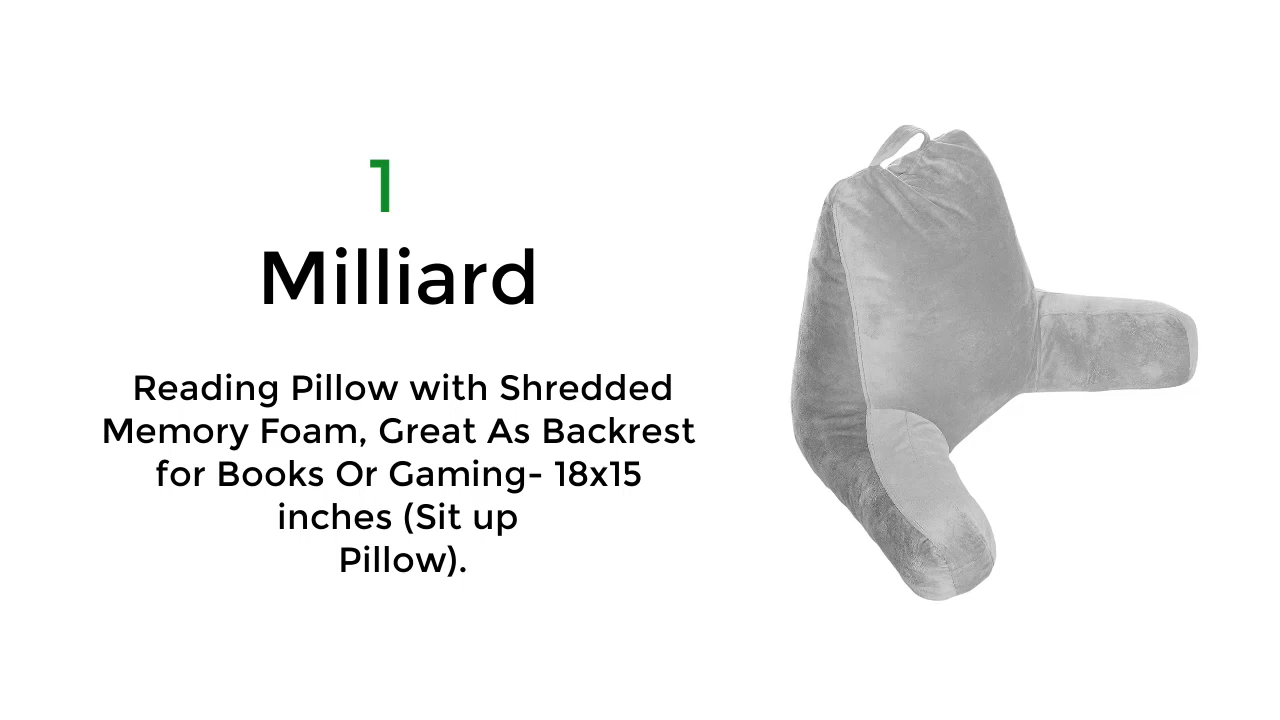 1
Milliard
Reading Pillow with Shredded
Memory Foam, Great As Backrest
for Books Or Gaming- 18x15
inches (Sit up
Pillow).